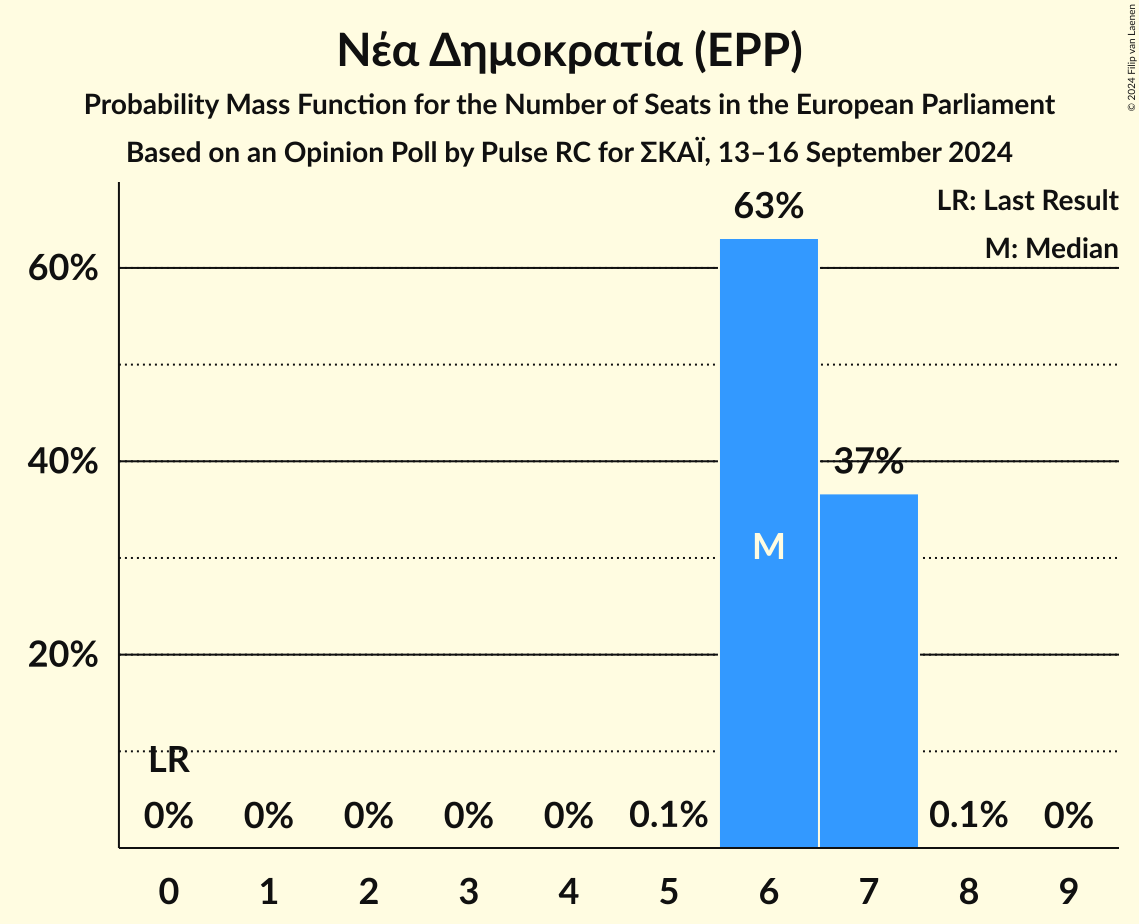 Νέα Δημοκρατία (EPP)
Probability Mass Function for the Number of Seats in the European Parliament
Based on an Opinion Poll by Pulse RC for ΣΚΑΪ, 13–16 September 2024
© 2024 Filip van Laenen
LR: Last Result
M: Median
63%
60%
40%
37%
M
20%
LR
0% 0% 0% 0% 0% 0.1% 0.1% 0%
0 1 2 3 4 5 6 7 8 9